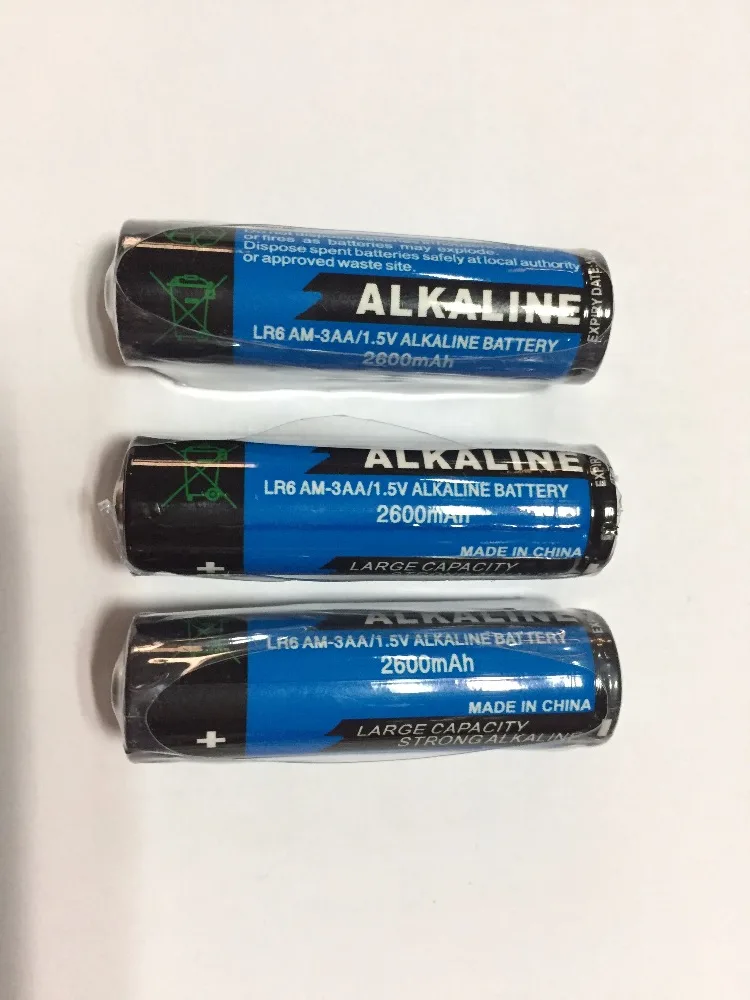 or fires as batteries may explode.
Dispose spent batteries safely at local authority
or approved waste site.
ALKALINE
LR6 AM-3AA/1.5V ALKALINE BATTERY
2600mAh
EXPIRY DATE
ALKALINE
LR6 AM-3AA/1.5V ALKALINE BATTERY
2600mAh
MADE IN CHINA
LARGE CAPACITY
+
ALKALINE
LR6 AM-3AA/1.5V ALKALINE BATTERY
2600mAh
MADE IN CHINA
LARGE CAPACITY
STRONG ALKALINE
+